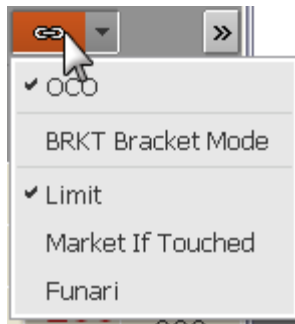 »
OCO
BRKT Bracket Mode
Limit
Market If Touched
Funari